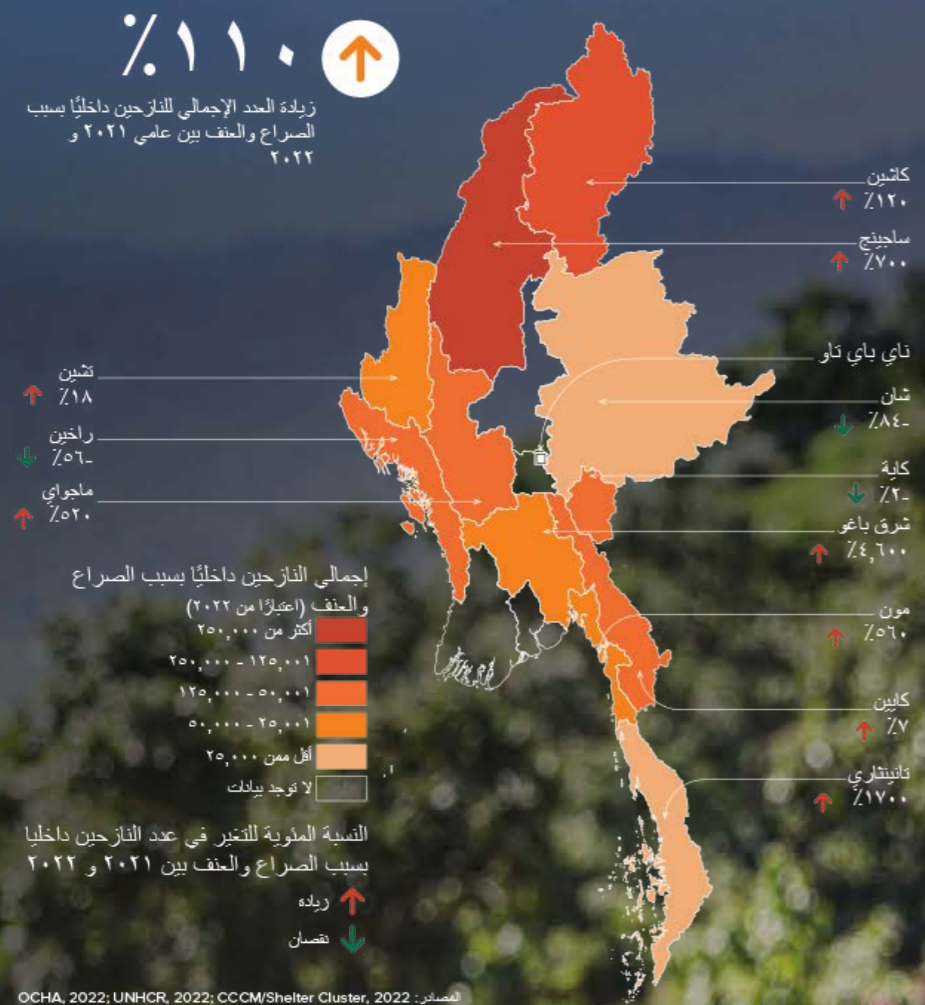 ٪١١٠
زيادة العدد الإجمالي للنازحين داخليًا بسبب
الصراع والعنف بين عامي ٢٠٢١ و
٢٠٢٢
كاشين
٪١٢٠
ساجينج
٪٧٠٠
ناي باي تاو
شان
٪٨٤-
كاية
٪٢-
شرق باغو
٪٤,٦٠٠
مون
٪٥٦٠
كايين
٪٧
تانينثاري
٪١٧٠٠
تشين
٪١٨
راخين
٪٥٦-
ماجواي
٪٥٢٠
إجمالي النازحين داخليًا بسبب الصراع
والعنف (اعتبارًا من ٢٠٢٢)
أكثر من ٢٥٠,٠٠٠
١٢٥,٠٠١ - ٢٥٠,٠٠٠
٥٠,٠٠١ - ١٢٥,٠٠٠
٢٥,٠٠١ - ٥٠,٠٠٠
أقل ممن ٢٥,٠٠٠
لا توجد بيانات
النسبة المئوية للتغير في عدد النازحين داخليا
بسبب الصراع والعنف بين ٢٠٢١ و ٢٠٢٢
زيادة
نقصان
المصادر: OCHA, 2022; UNHCR, 2022; CCCM/Shelter Cluster, 2022